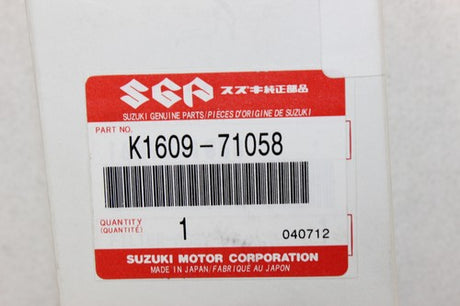 SGP スズキ純正部品
SUZUKI GENUINE PARTS/PIÈCES D'ORIGINE DE SUZUKI
PART NO.
K1609-71058
QUANTITY
(QUANTITÉ)
1
040712
SUZUKI MOTOR CORPORATION
MADE IN JAPAN/FABRIQUÉ AU JAPON